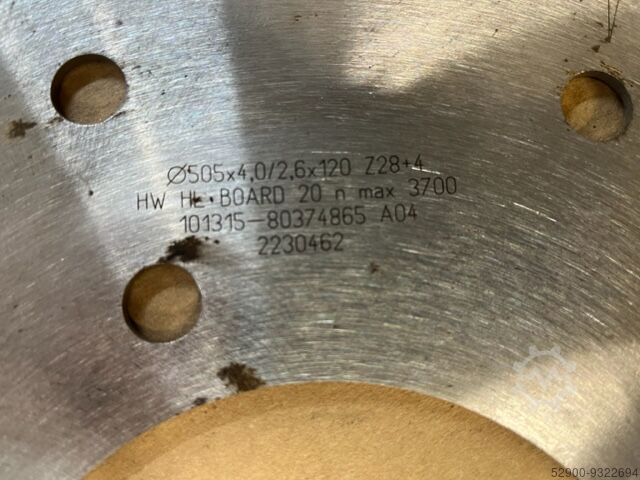 Ø505x4,0/2,6x120 Z28+4
HW HL·BOARD 20 n max 3700
101315-80374865 A04
2230462
52900-9322694